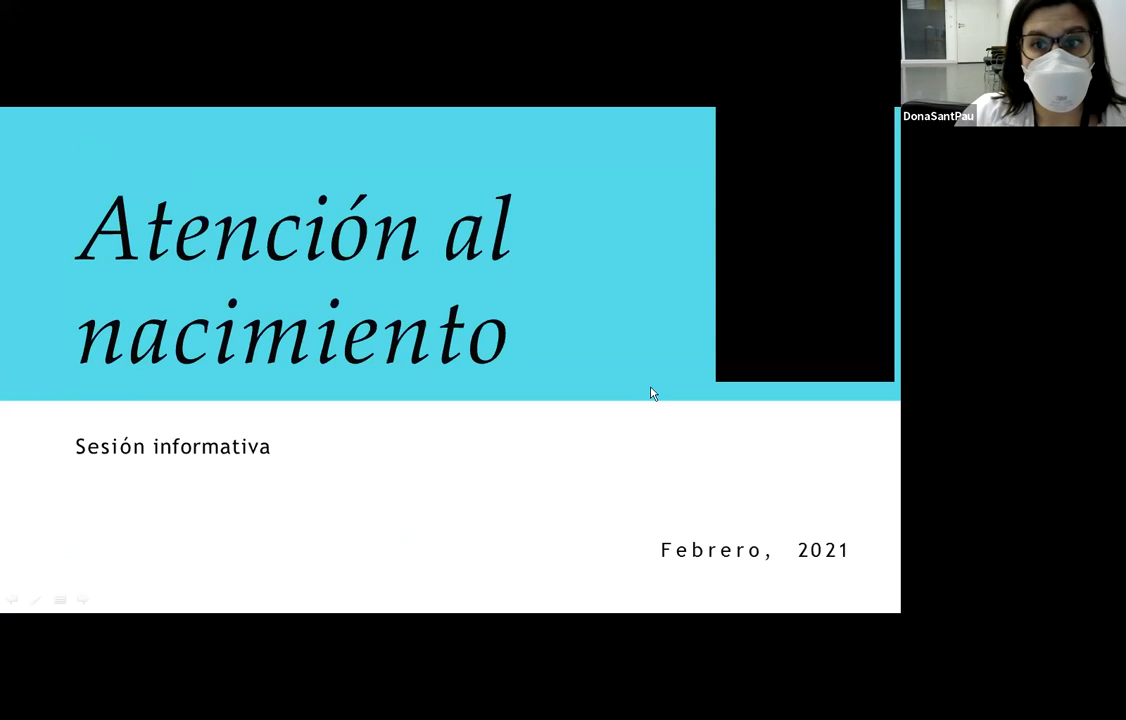 DonaSantPau
Atención al
nacimiento
Sesión informativa
Febrero, 2021